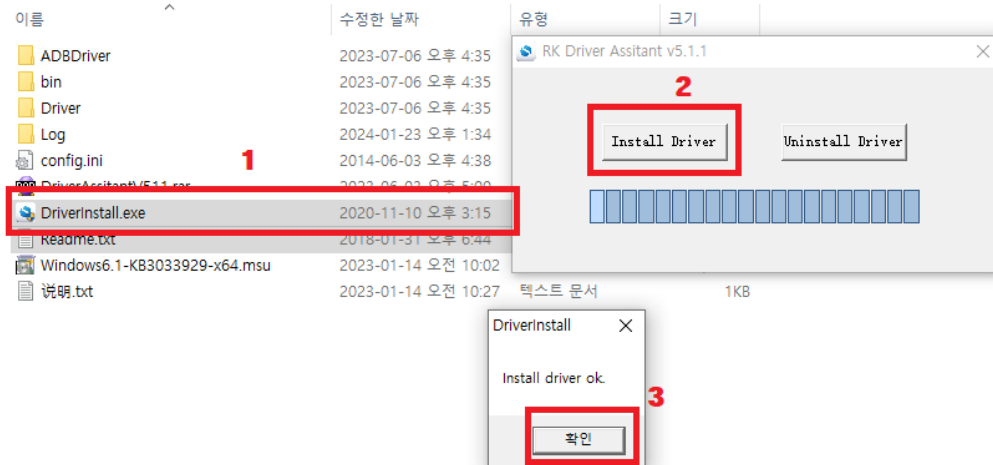 이름 수정한 날짜 유형 크기
ADBDriver 2023-07-06 오후 4:35
RK Driver Assitant v5.1.1
bin 2023-07-06 오후 4:35
2
Driver 2023-07-06 오후 4:35
Log 2024-01-23 오후 1:34
Install Driver Uninstall Driver
config.ini 2014-06-03 오후 4:38
1
DriverAssitantV511.rar
DriverInstall.exe 2020-11-10 오후 3:15
Readme.txt 2018-01-31 오후 6:44
Windows6.1-KB3033929-x64.msu 2023-01-14 오전 10:02
说明.txt 2023-01-14 오전 10:27 텍스트 문서 1KB
DriverInstall
Install driver ok.
3
확인